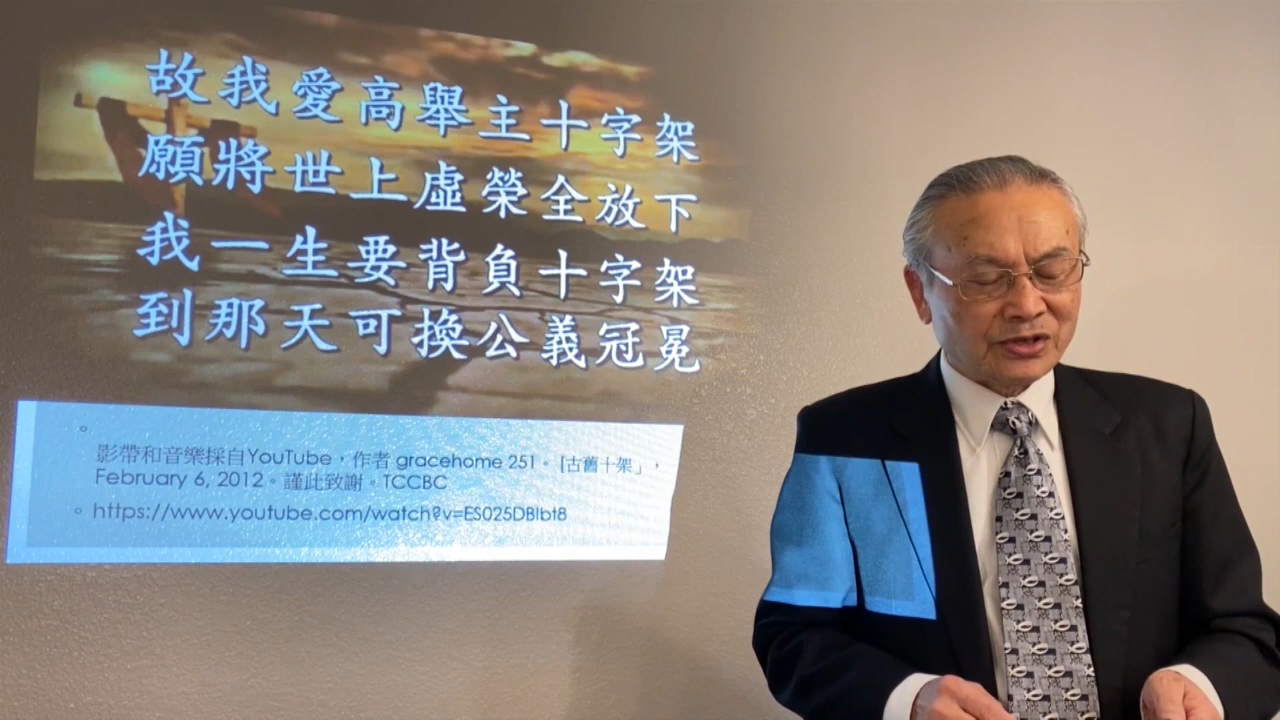 故我愛高舉主十字架
願將世上虛榮全放下
我一生要背負十字架
到那天可換公義冠冕
影帶和音樂採自YouTube，作者 gracehome 251。[古舊十架」，
February 6, 2012。謹此致謝。TCCBC
https://www.youtube.com/watch?v=ES025DBIbt8